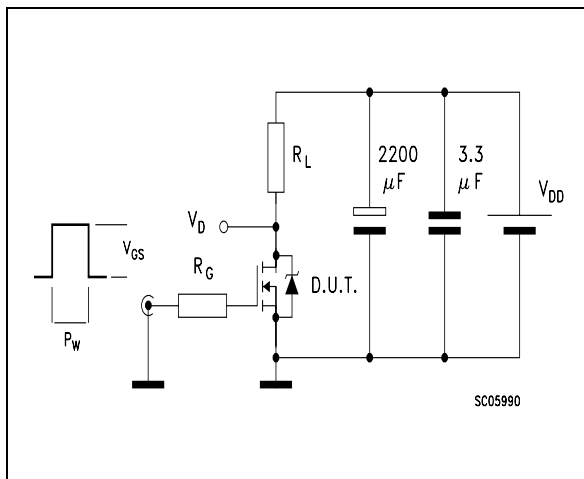 R_L
2200
μF
3.3
μF
V_DD
V_D
V_GS
R_G
D.U.T.
P_W
SC05990